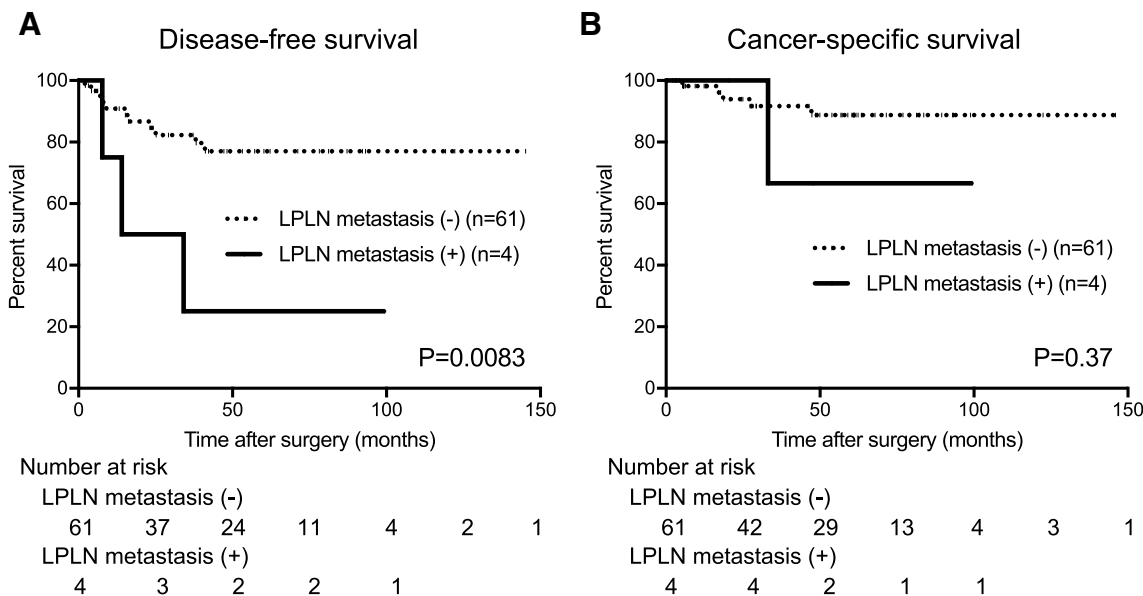 A
Disease-free survival
100
80
60
40
20
0
Percent survival
LPLN metastasis (-) (n=61)
LPLN metastasis (+) (n=4)
P=0.0083
0 50 100 150
Time after surgery (months)
Number at risk
LPLN metastasis (-)
61 37 24 11 4 2 1
LPLN metastasis (+)
4 3 2 2 1
B
Cancer-specific survival
100
80
60
40
20
0
Percent survival
LPLN metastasis (-) (n=61)
LPLN metastasis (+) (n=4)
P=0.37
0 50 100 150
Time after surgery (months)
Number at risk
LPLN metastasis (-)
61 42 29 13 4 3 1
LPLN metastasis (+)
4 4 2 1 1